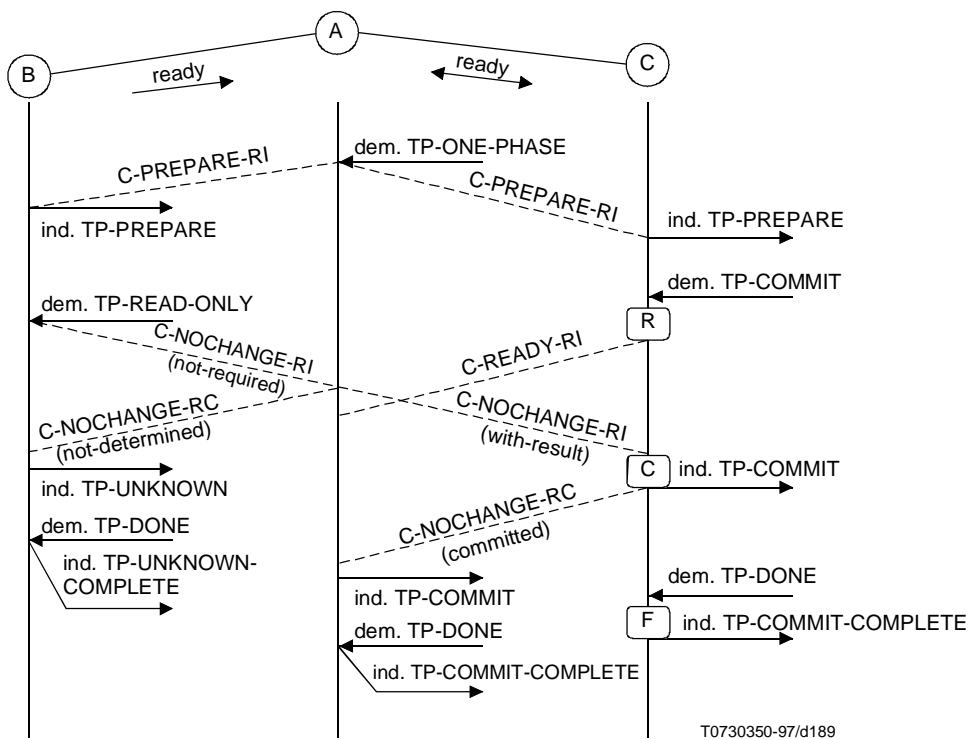 A
B
C
ready
ready
dem. TP-ONE-PHASE
C-PREPARE-RI
C-PREPARE-RI
ind. TP-PREPARE
ind. TP-PREPARE
dem. TP-COMMIT
dem. TP-READ-ONLY
R
C-NOCHANGE-RI
(not-required)
C-READY-RI
C-NOCHANGE-RC
(not-determined)
C-NOCHANGE-RI
(with-result)
C
ind. TP-COMMIT
ind. TP-UNKNOWN
C-NOCHANGE-RC
(committed)
dem. TP-DONE
ind. TP-UNKNOWN-
COMPLETE
dem. TP-DONE
ind. TP-COMMIT
F
ind. TP-COMMIT-COMPLETE
dem. TP-DONE
ind. TP-COMMIT-COMPLETE
T0730350-97/d189